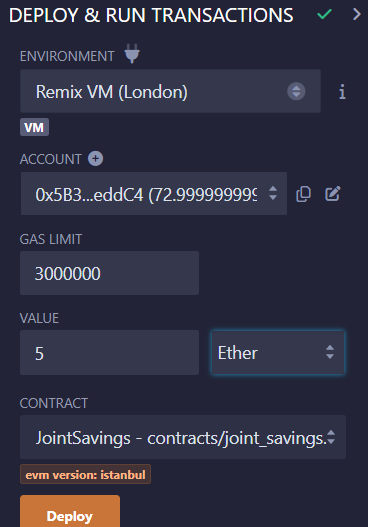 DEPLOY & RUN TRANSACTIONS
ENVIRONMENT
Remix VM (London)
VM
ACCOUNT
0x5B3...eddC4 (72.999999999
GAS LIMIT
3000000
VALUE
5 Ether
CONTRACT
JointSavings - contracts/joint_savings.
evm version: istanbul
Deploy